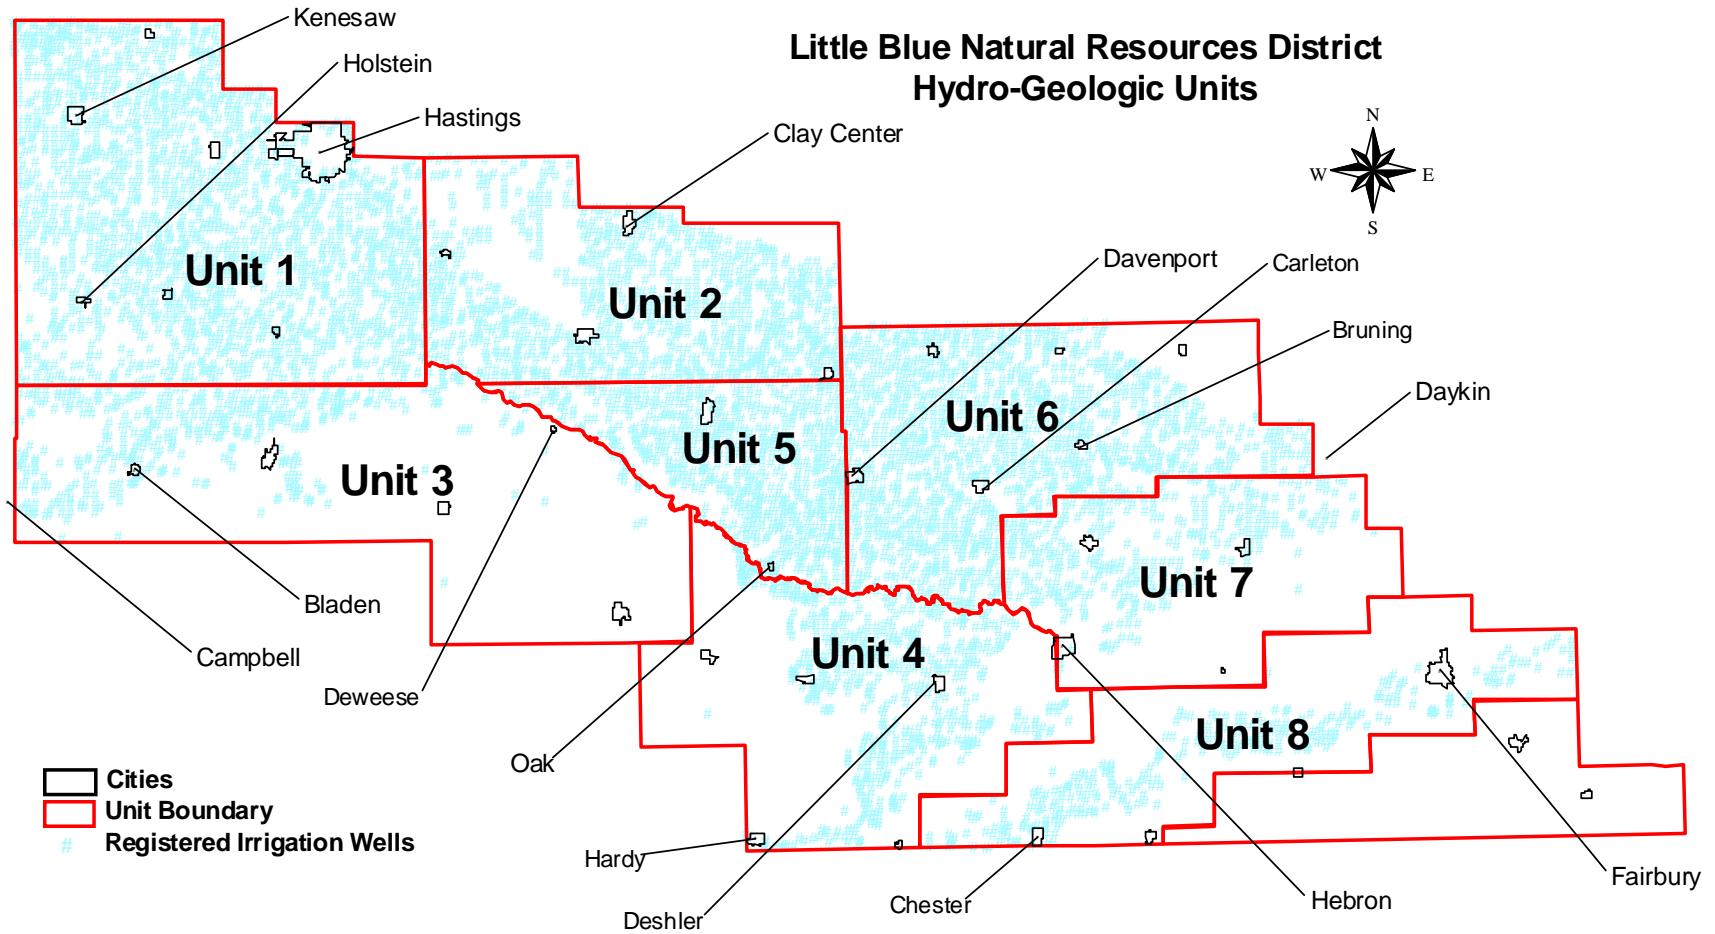 Kenesaw
Little Blue Natural Resources District
Hydro-Geologic Units
Holstein
Hastings
Clay Center
N
W
E
S
Davenport
Carleton
Unit 1
Unit 2
Bruning
Daykin
Unit 6
Unit 5
Unit 3
Unit 7
Bladen
Campbell
Unit 4
Deweese
Unit 8
Oak
Cities
Unit Boundary
Registered Irrigation Wells
Hardy
Fairbury
Chester
Hebron
Deshler